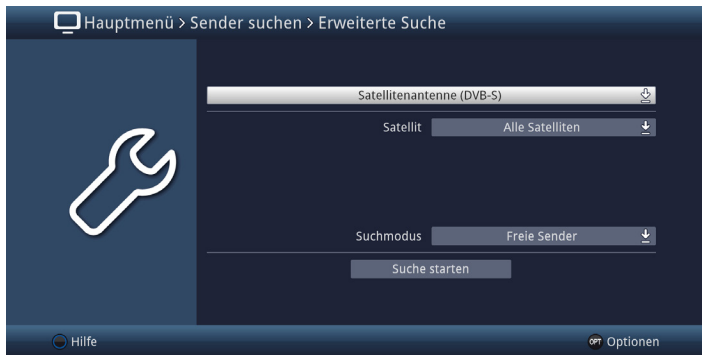 Hauptmenü > Sender suchen > Erweiterte Suche
Satellitenantenne (DVB-S)
Satellit Alle Satelliten
Suchmodus Freie Sender
Suche starten
Hilfe OPT Optionen